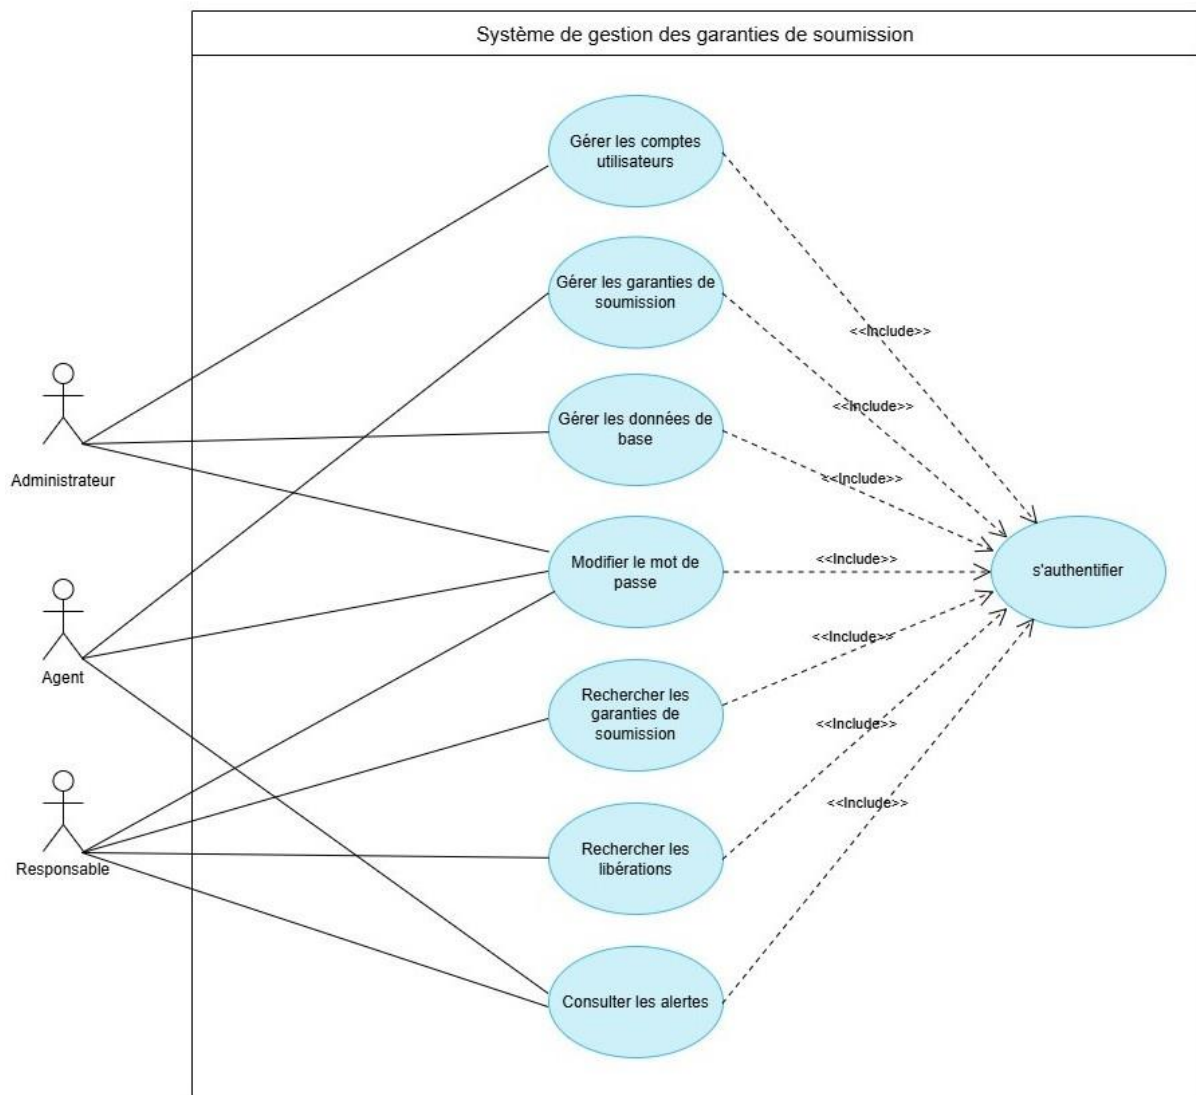 Système de gestion des garanties de soumission
Gérer les comptes
utilisateurs
Gérer les garanties de
soumission
<<Include>>
Administrateur
Gérer les données de
base
<<Include>>
<<Include>>
Modifier le mot de
passe
<<Include>>
s'authentifier
Agent
Rechercher les
garanties de
soumission
<<Include>>
Responsable
Rechercher les
libérations
<<Include>>
<<Include>>
Consulter les alertes